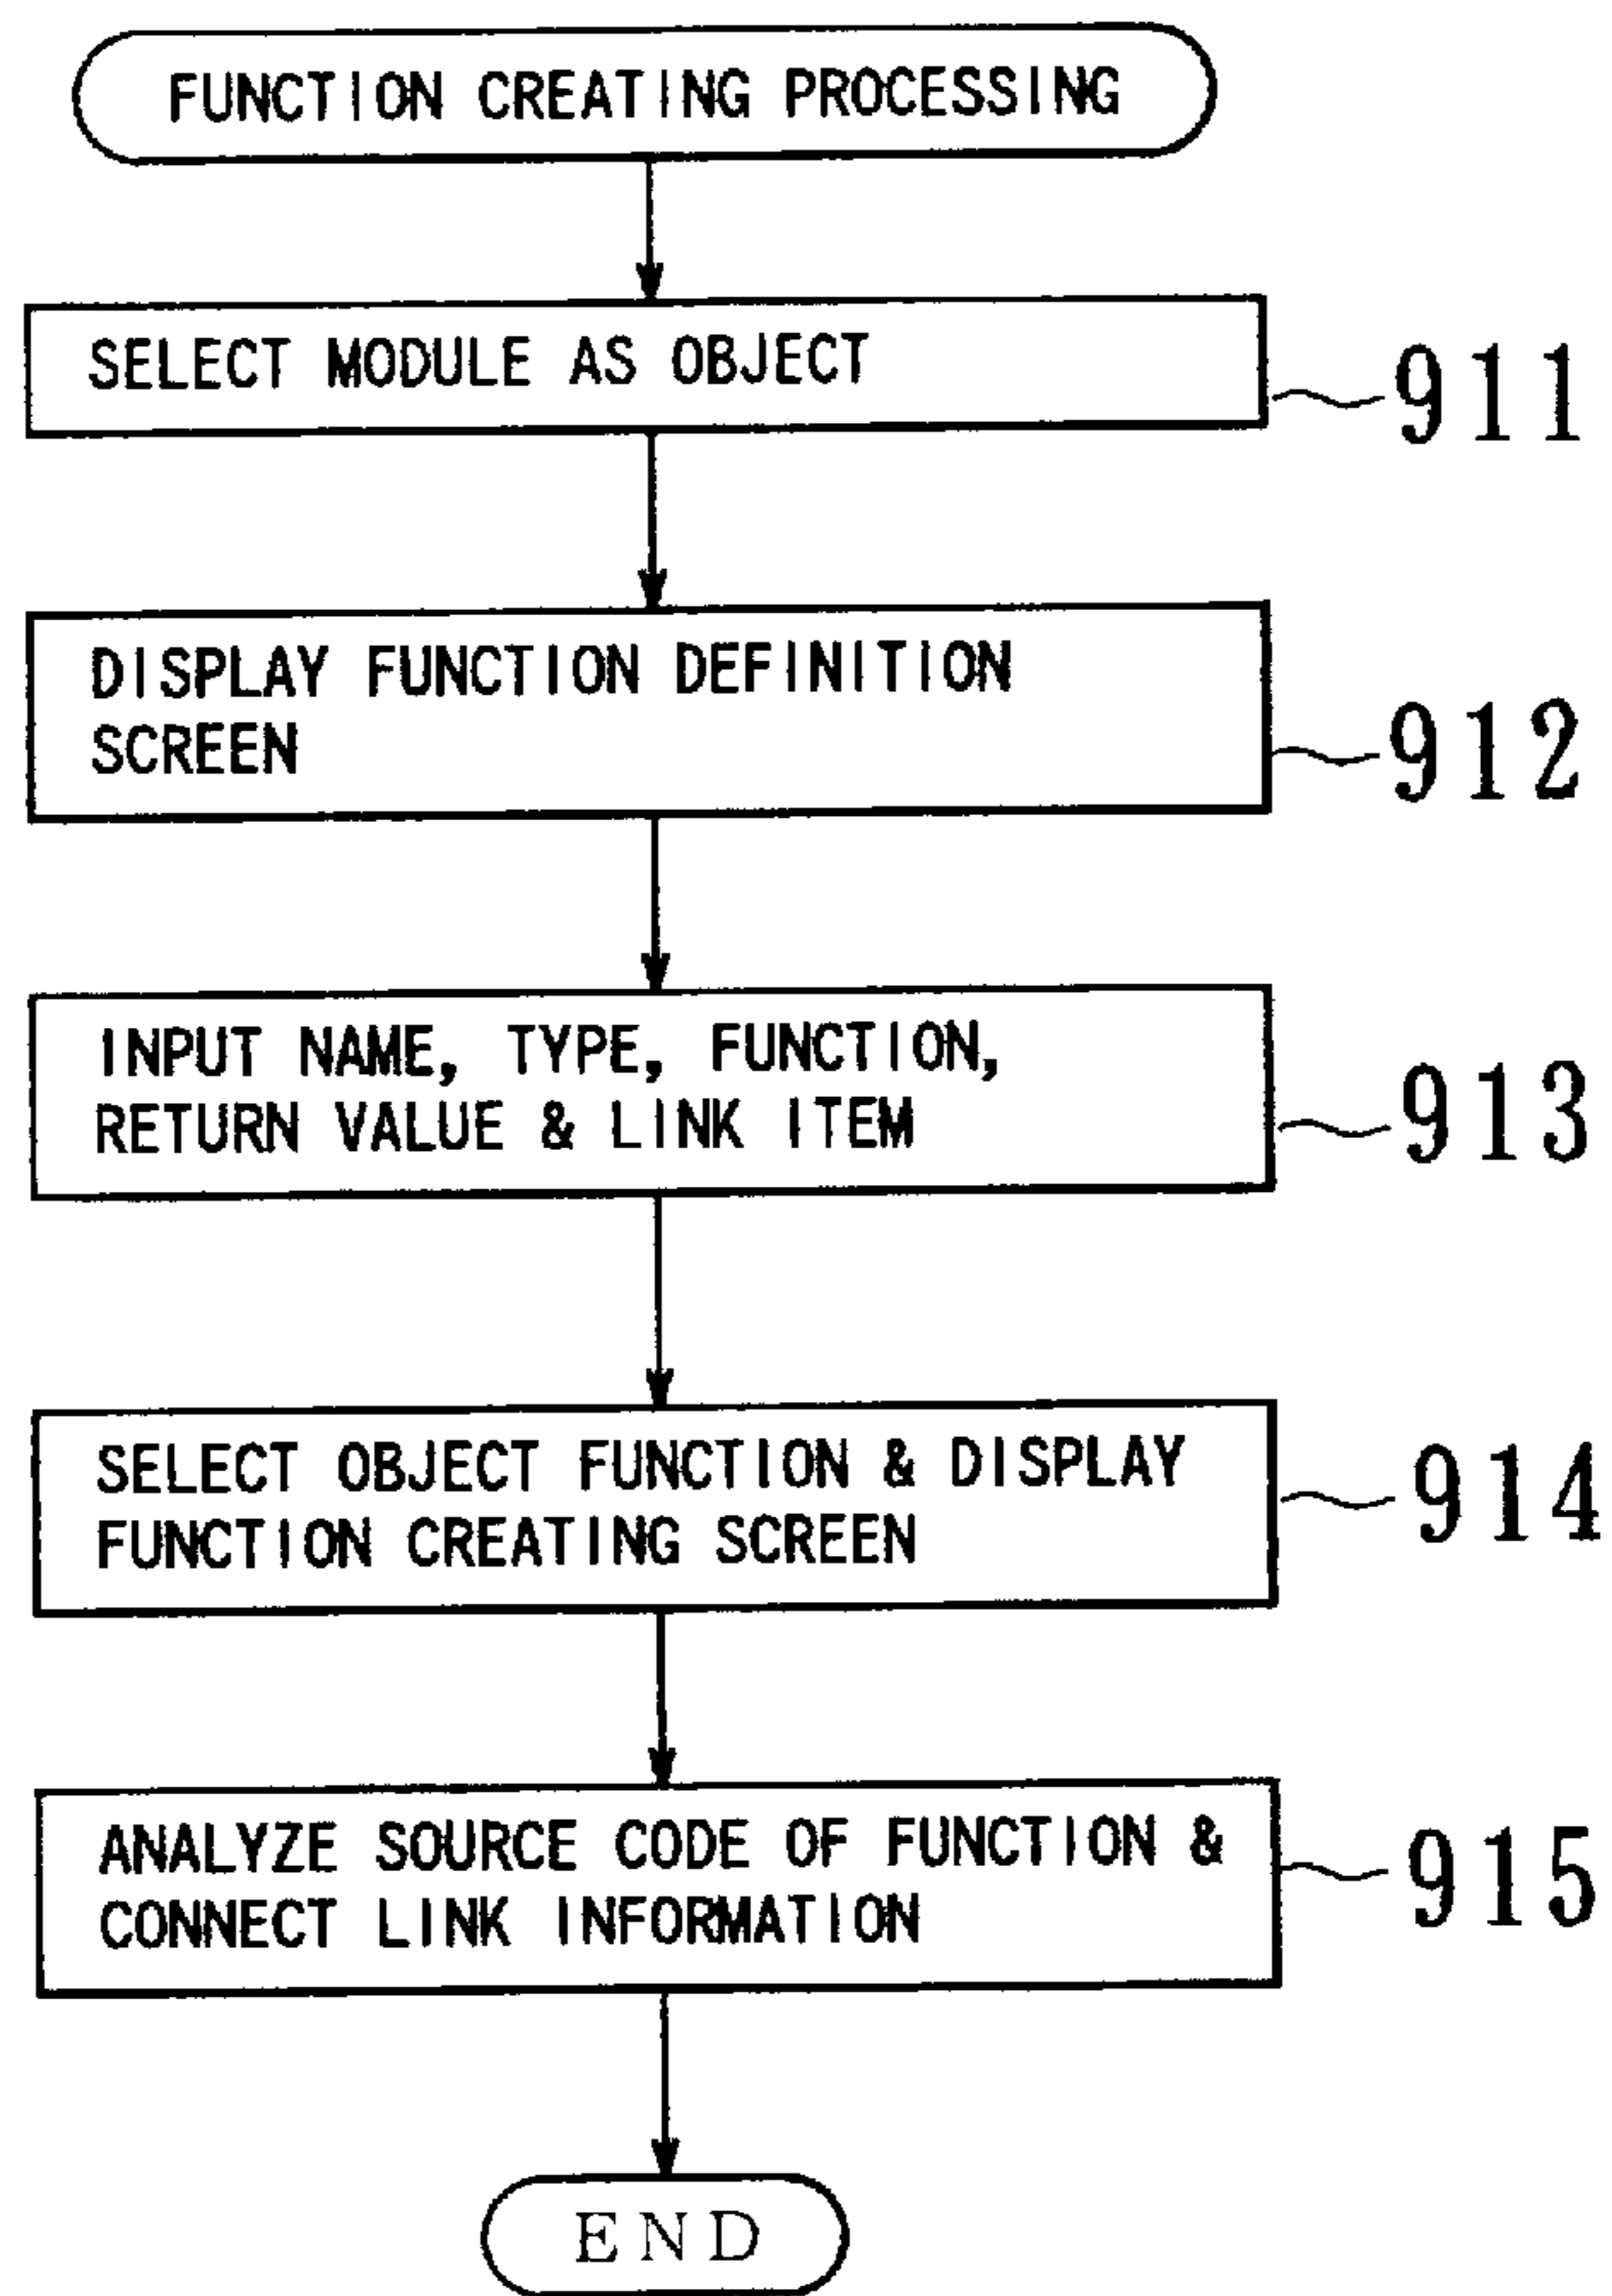 FUNCTION CREATING PROCESSING
SELECT MODULE AS OBJECT
911
DISPLAY FUNCTION DEFINITION
SCREEN
912
INPUT NAME, TYPE, FUNCTION,
RETURN VALUE & LINK ITEM
913
SELECT OBJECT FUNCTION & DISPLAY
FUNCTION CREATING SCREEN
914
ANALYZE SOURCE CODE OF FUNCTION &
CONNECT LINK INFORMATION
915
END